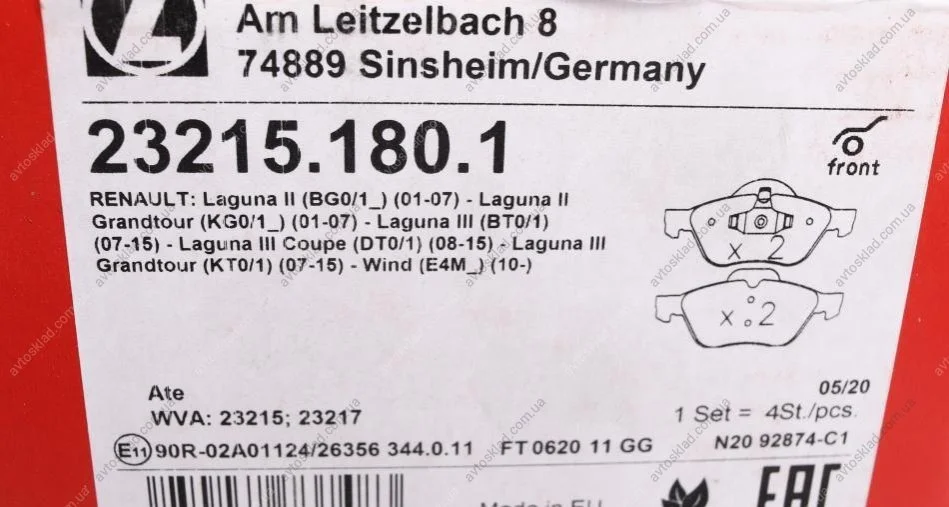 Am Leitzelbach 8
74889 Sinsheim/Germany
23215.180.1
front
RENAULT: Laguna II (BG0/1_) (01-07) - Laguna II
Grandtour (KG0/1_) (01-07) - Laguna III (BT0/1)
(07-15) - Laguna III Coupe (DT0/1) (08-15) - Laguna III
Grandtour (KT0/1) (07-15) - Wind (E4M_) (10-)
x 2
x 2
Ate
WVA: 23215; 23217
05/20
1 Set = 4St./pcs.
E11 90R-02A01124/26356 344.0.11 FT 0620 11 GG
N20 92874-C1
Made in EU
EAC
avtosklad.com.ua